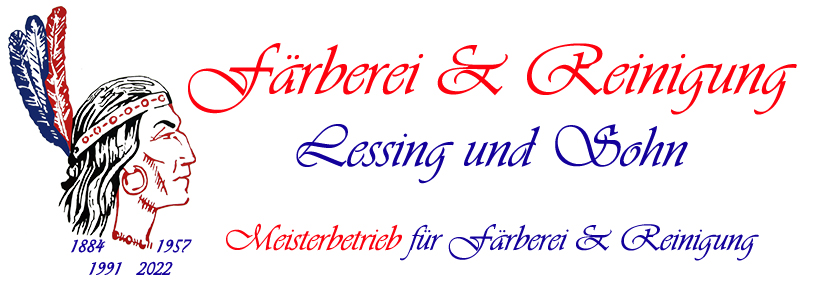 Färberei & Reinigung
Lessing und Sohn
Meisterbetrieb für Färberei & Reinigung
1884 1957
1991 2022